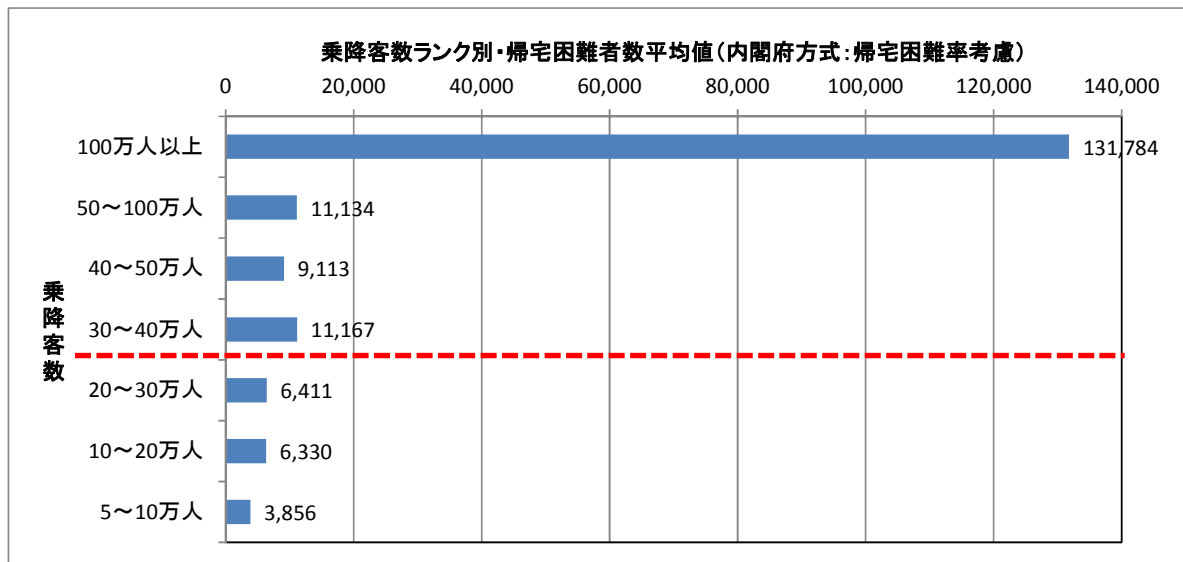 乗降客数ランク別・帰宅困難者数平均値(内閣府方式:帰宅困難率考慮)
0 20,000 40,000 60,000 80,000 100,000 120,000 140,000
乗降客数
100万人以上 131,784
50～100万人 11,134
40～50万人 9,113
30～40万人 11,167
20～30万人 6,411
10～20万人 6,330
5～10万人 3,856